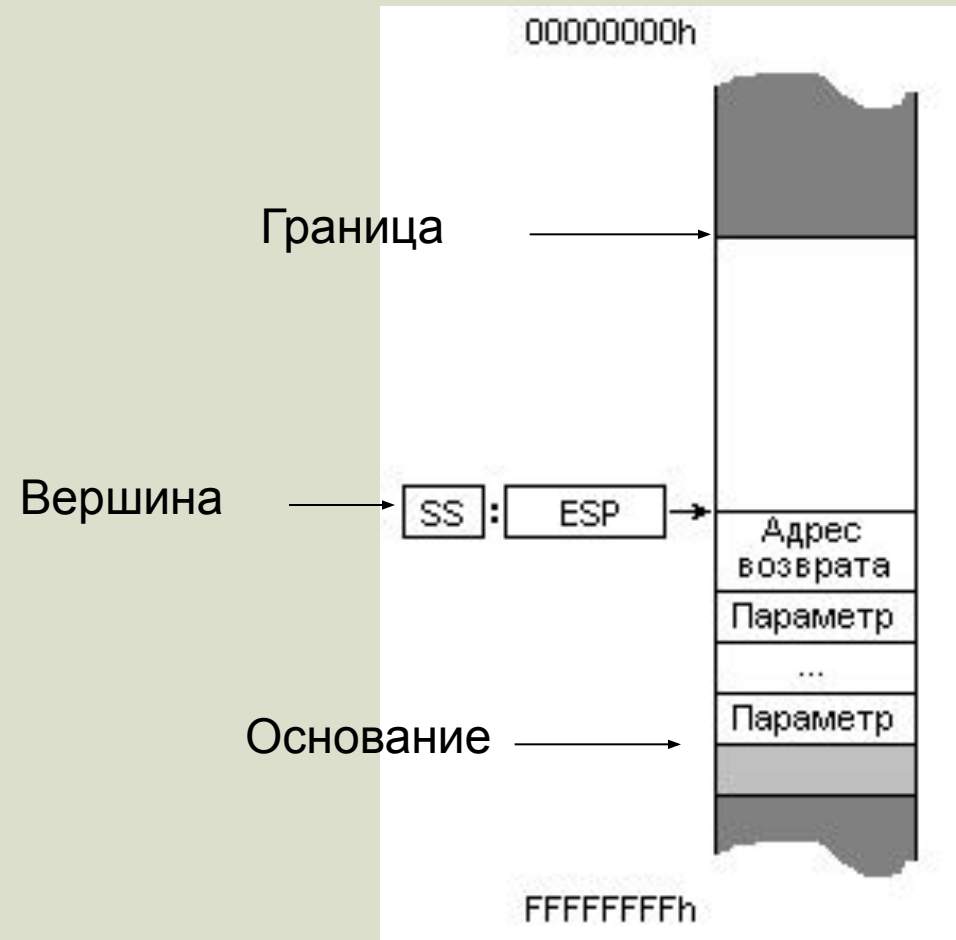 00000000h
Граница
Вершина
SS : ESP
Адрес
возврата
Параметр
...
Параметр
Основание
FFFFFFFFh